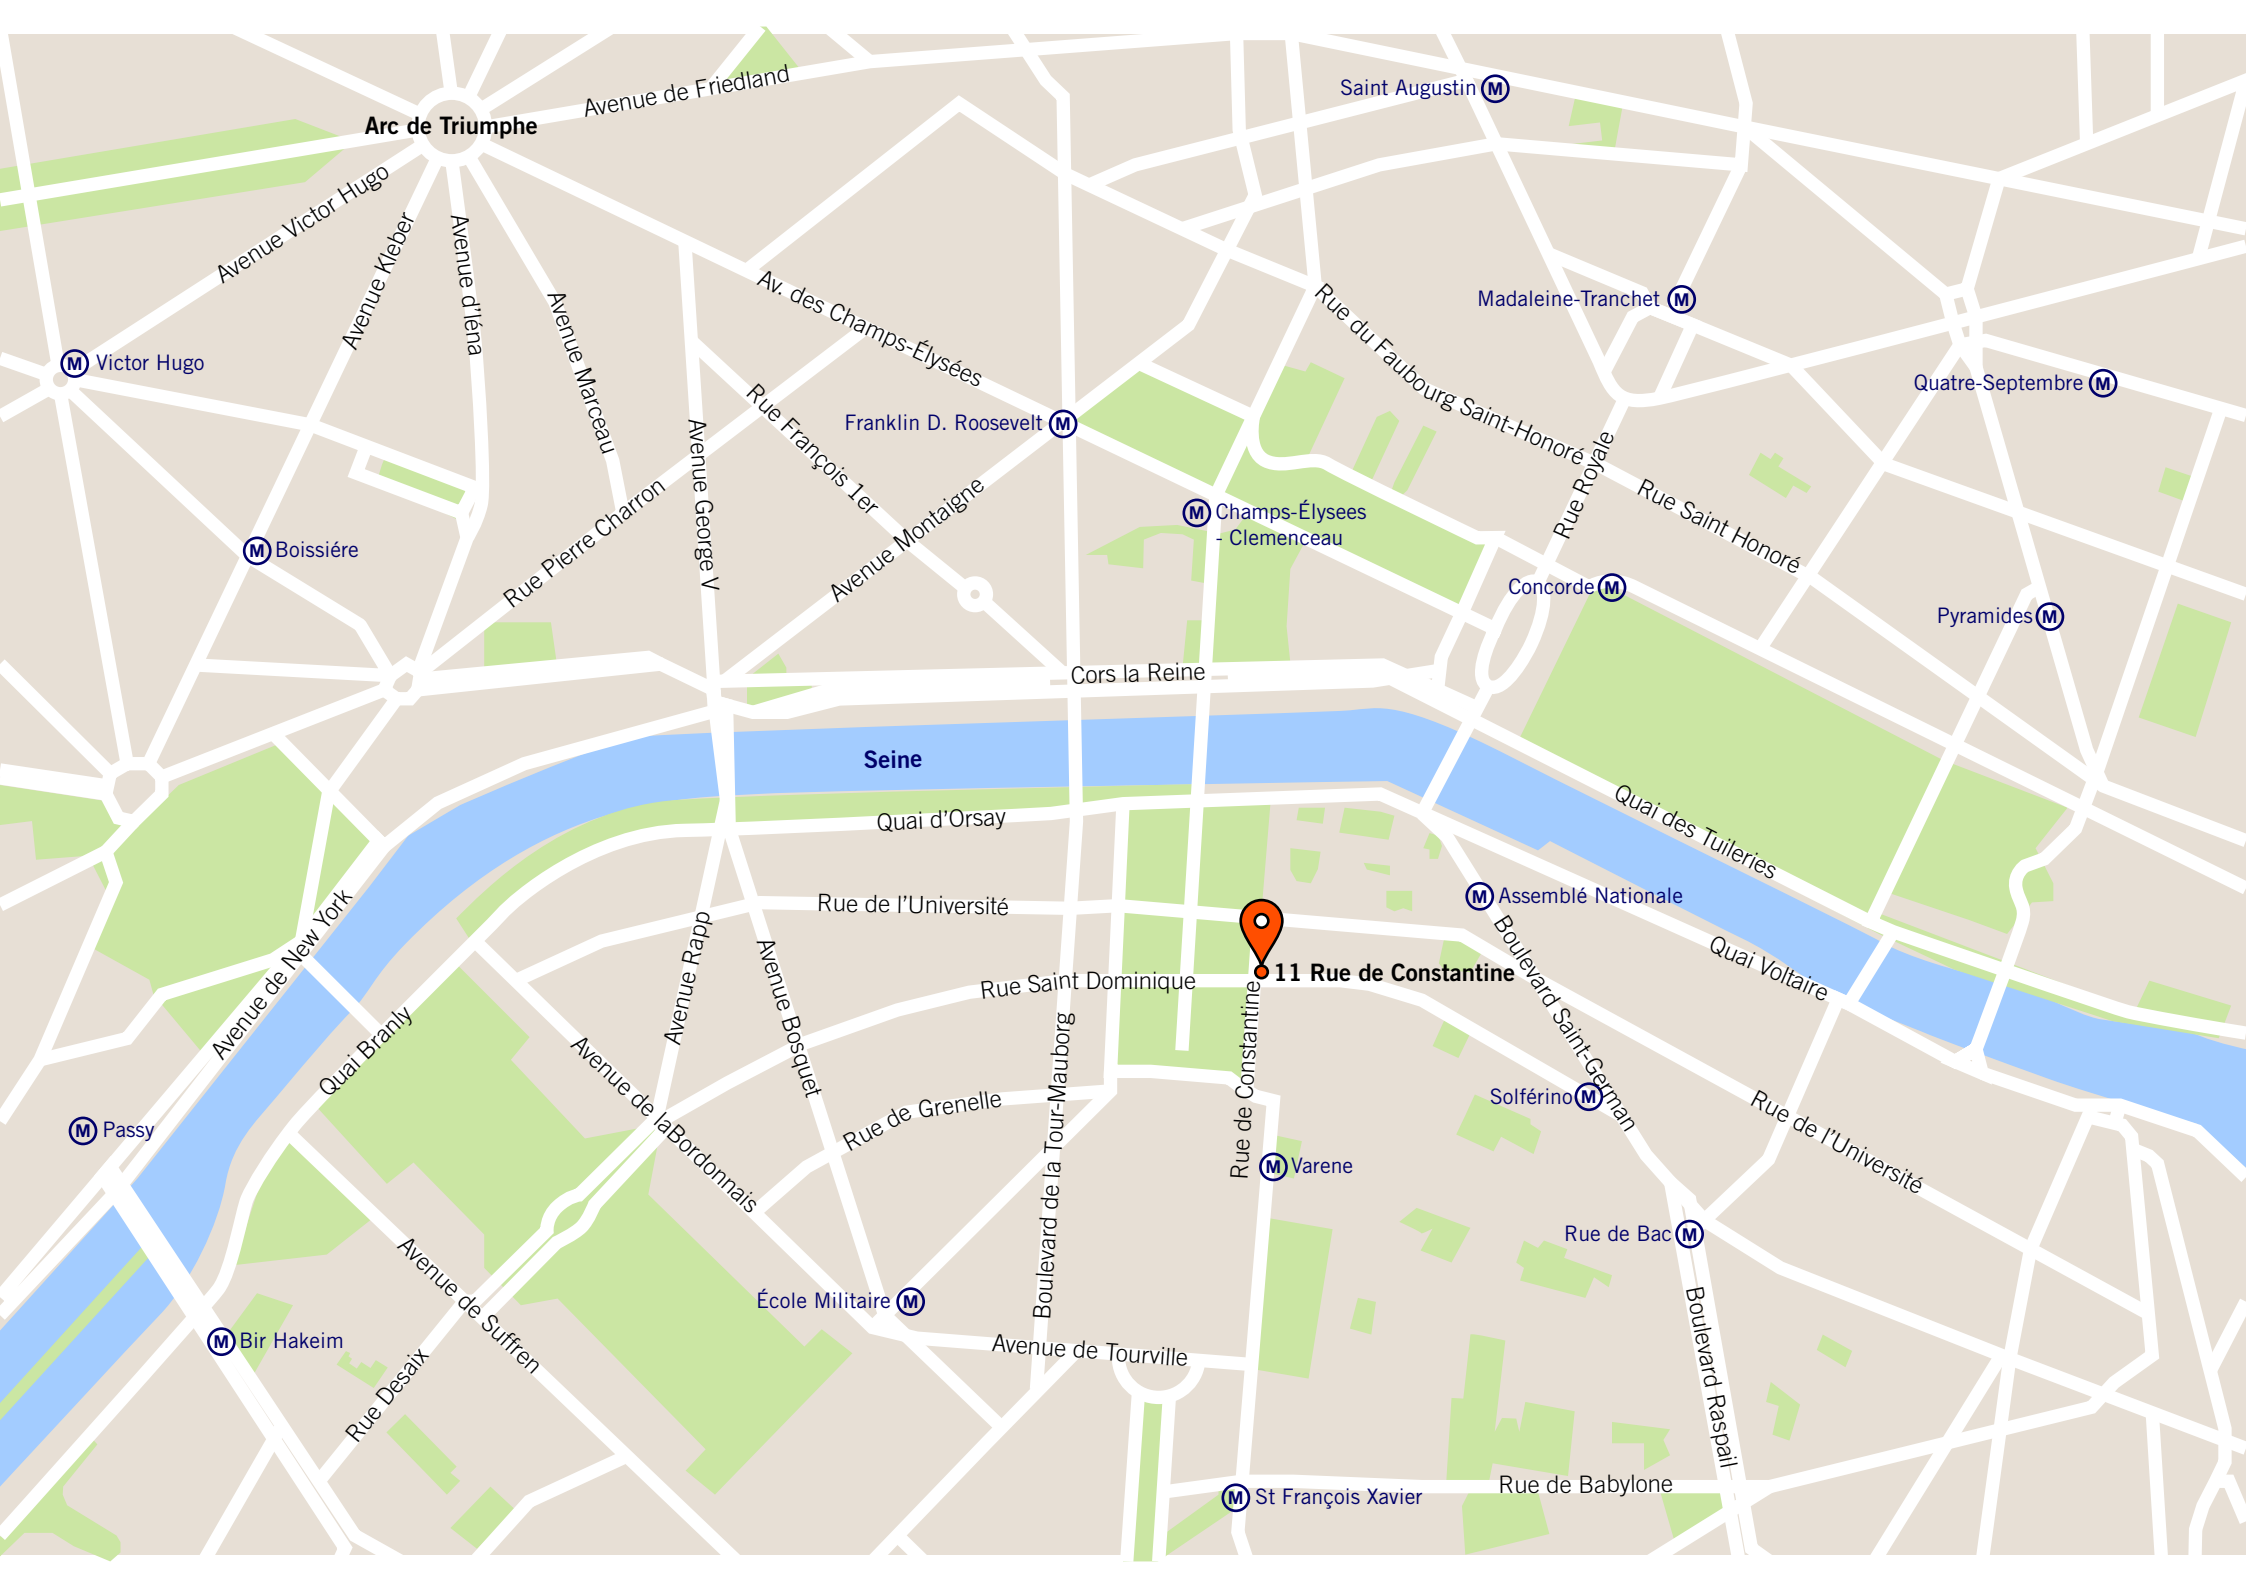 Avenue de Friedland
Saint Augustin M
Arc de Triumphe
Avenue Victor Hugo
Avenue Kleber
Avenue d'Iéna
Avenue Marceau
Av. des Champs-Élysées
Rue du Faubourg Saint-Honoré
Madaleine-Tranchet M
M Victor Hugo
Quatre-Septembre M
Rue François 1er
Franklin D. Roosevelt M
Avenue George V
Rue Royale
Rue Pierre Charron
Avenue Montaigne
Rue Saint Honoré
M Champs-Élysees
- Clemenceau
M Boissiére
Concorde M
Pyramides M
Cors la Reine
Seine
Quai des Tuileries
Quai d'Orsay
M Assemblé Nationale
Rue de l'Université
Avenue de New York
Avenue Rapp
Avenue Bosquet
Boulevard Saint-German
Quai Voltaire
11 Rue de Constantine
Rue Saint Dominique
Rue de Constantine
Quai Branly
Avenue de laBordonnais
Boulevard de la Tour-Mauborg
Rue de Grenelle
Solférino M
Rue de l'Université
M Passy
M Varene
Rue de Bac M
Avenue de Suffren
École Militaire M
M Bir Hakeim
Rue Desaix
Avenue de Tourville
Boulevard Raspail
M St François Xavier
Rue de Babylone